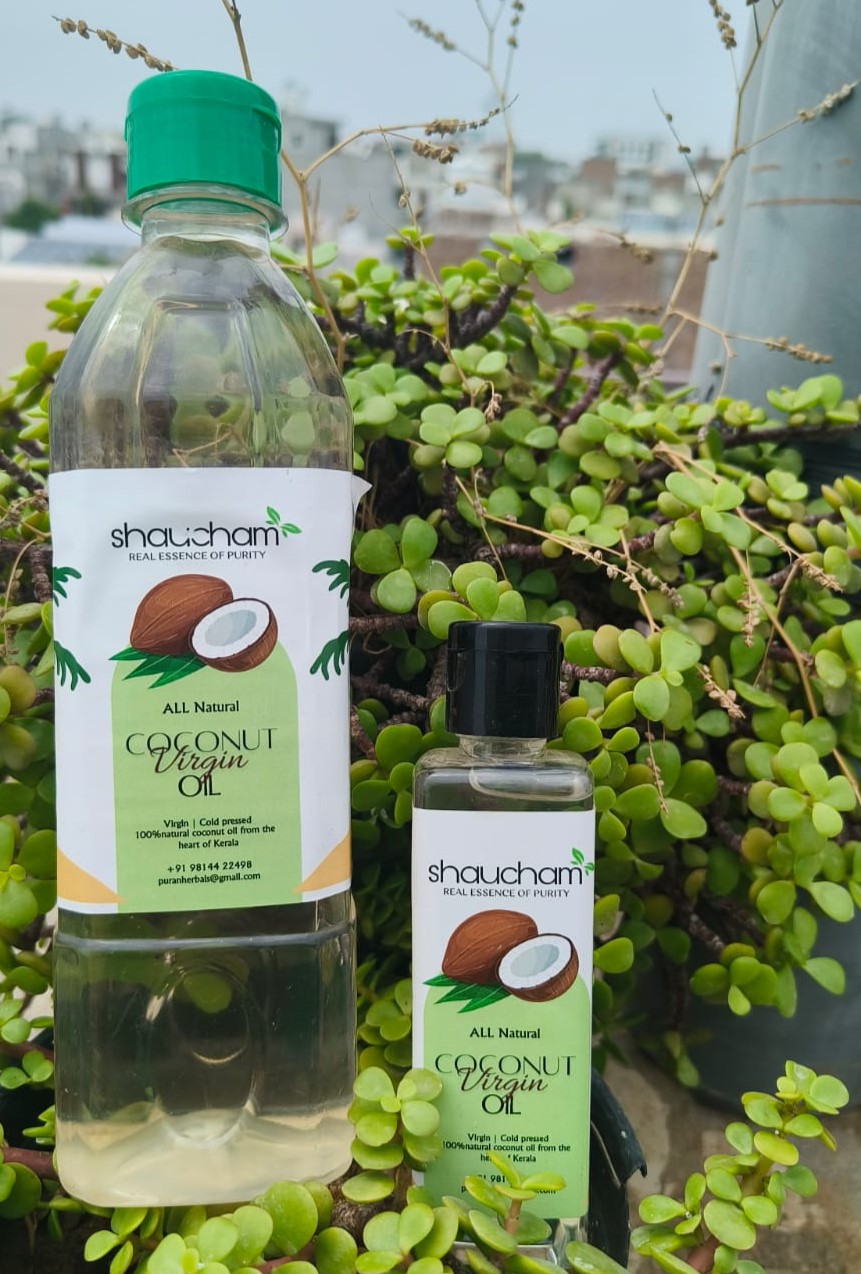 shaucham
REAL ESSENCE OF PURITY
ALL Natural
COCONUT
Virgin
OIL
Virgin | Cold pressed
100%natural coconut oil from the
heart of Kerala
+91 98144 22498
puranherbals@gmail.com
shaucham
REAL ESSENCE OF PURITY
ALL Natural
COCONUT
Virgin
OIL
Virgin | Cold pressed
100%natural coconut oil from the
of Kerala